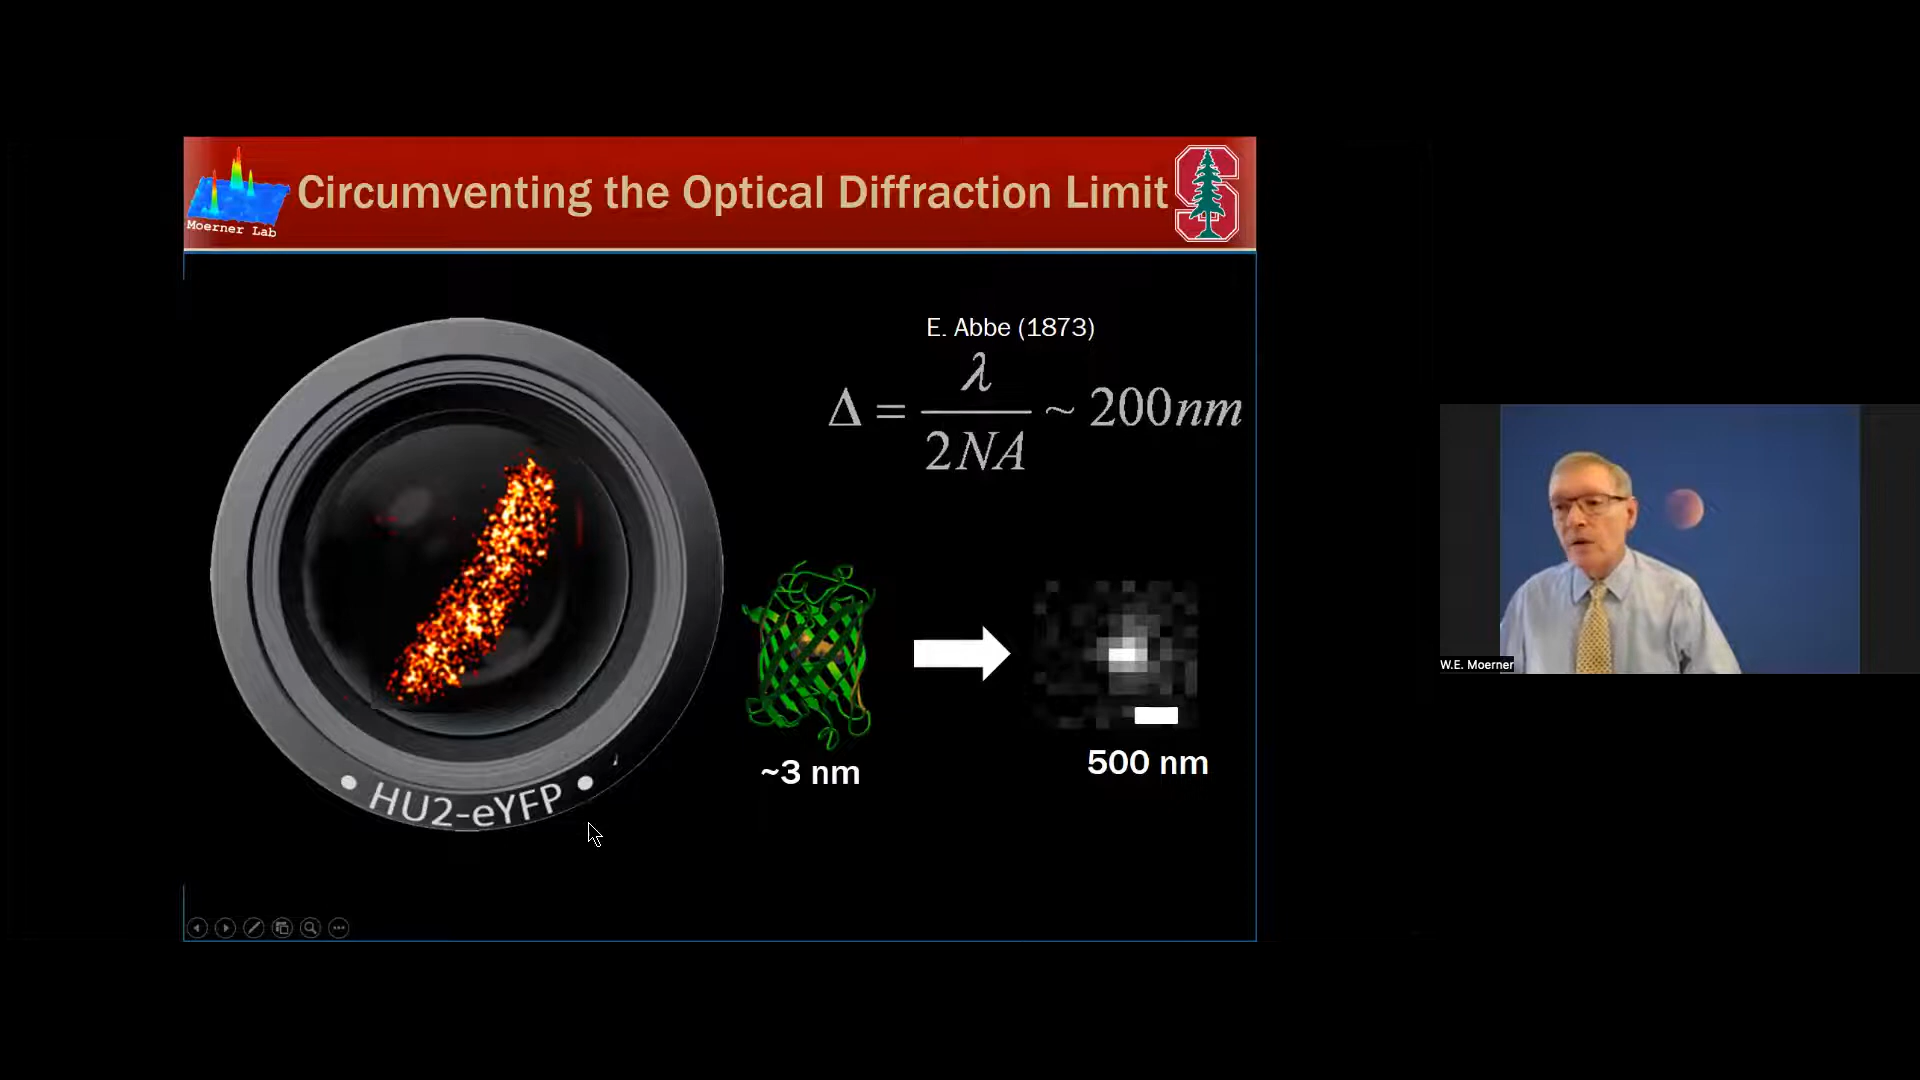 Moerner Lab
Circumventing the Optical Diffraction Limit
S
E. Abbe (1873)
Δ = λ / 2NA ~ 200nm
~3 nm
500 nm
• HU2-eYFP •
W.E. Moerner